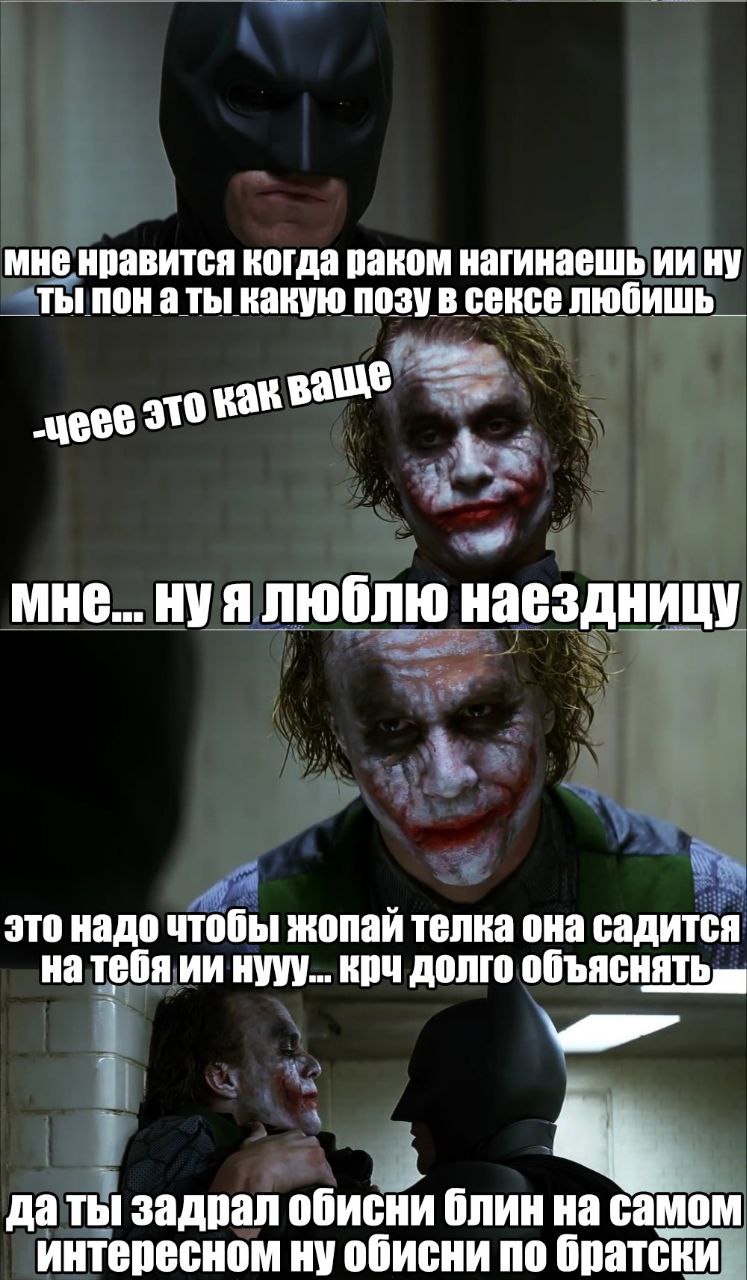 мне нравится когда раком нагинаешь ии ну
ты пон а ты какую позу в сексе любишь
-чеее это как ваще
мне... ну я люблю наездницу
это надо чтобы жопай телка она садится
на тебя ии нууу... крч долго объяснять
да ты задрал обисни блин на самом
интересном ну обисни по братски